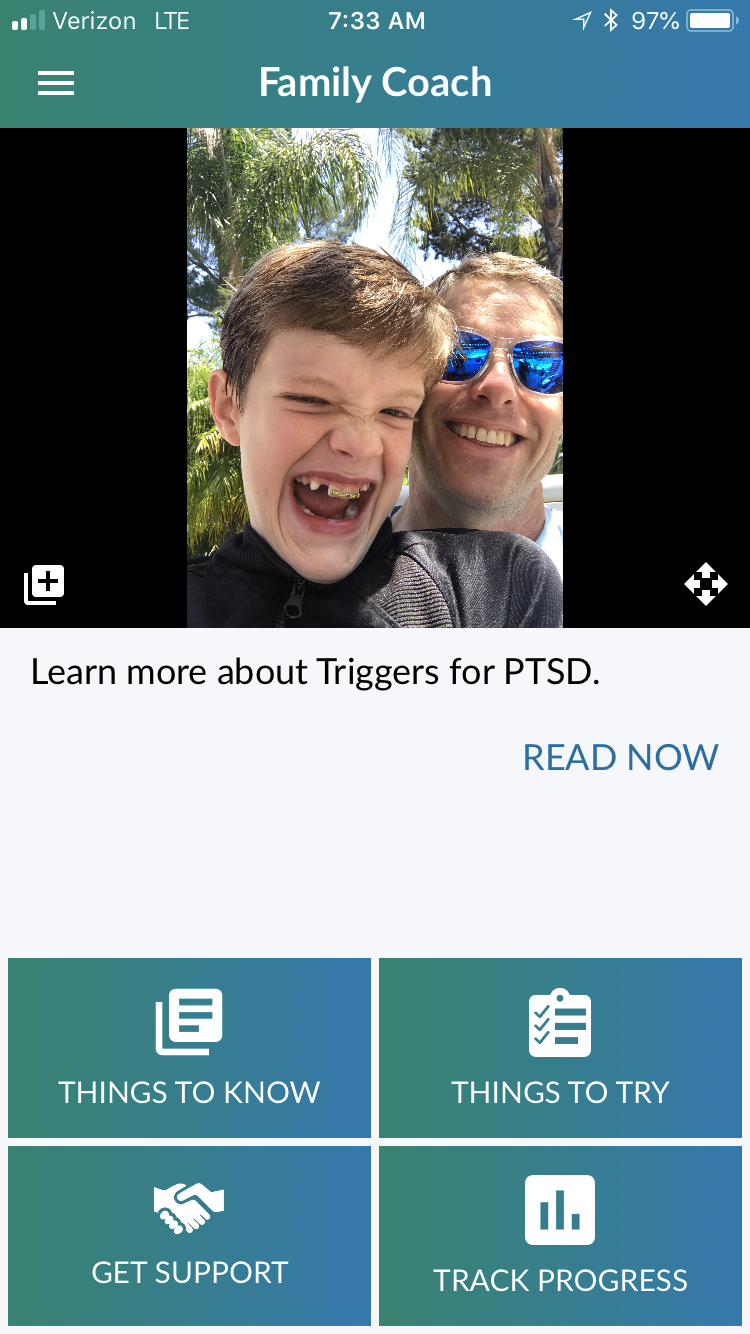 Verizon LTE 7:33 AM 97%
Family Coach
Learn more about Triggers for PTSD.
READ NOW
THINGS TO KNOW
THINGS TO TRY
GET SUPPORT
TRACK PROGRESS